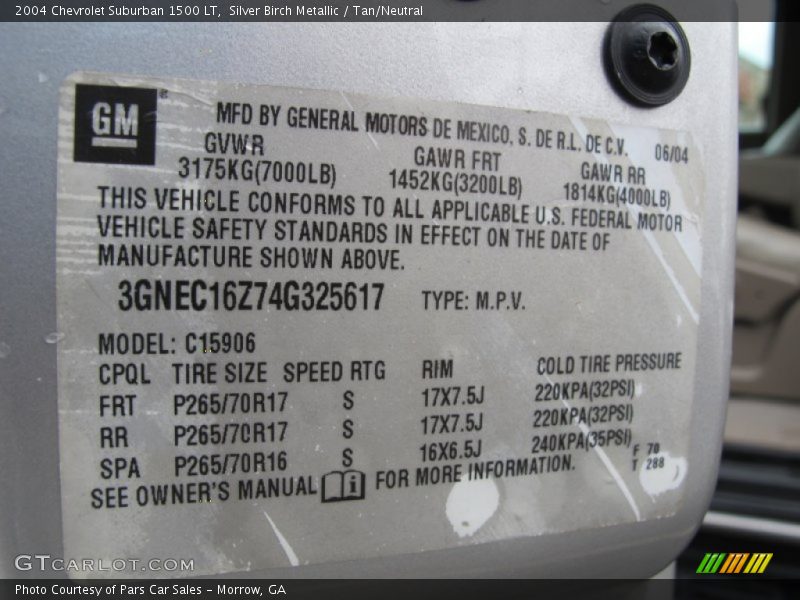 2004 Chevrolet Suburban 1500 LT, Silver Birch Metallic / Tan/Neutral
GM
MFD BY GENERAL MOTORS DE MEXICO, S. DE R.L. DE C.V. 06/04
GVWR GAWR FRT GAWR RR
3175KG(7000LB) 1452KG(3200LB) 1814KG(4000LB)
THIS VEHICLE CONFORMS TO ALL APPLICABLE U.S. FEDERAL MOTOR
VEHICLE SAFETY STANDARDS IN EFFECT ON THE DATE OF
MANUFACTURE SHOWN ABOVE.
3GNEC16Z74G325617 TYPE: M.P.V.
MODEL: C15906
CPQL TIRE SIZE SPEED RTG RIM COLD TIRE PRESSURE
FRT P265/70R17 S 17X7.5J 220KPA(32PSI)
RR P265/70R17 S 17X7.5J 220KPA(32PSI)
SPA P265/70R16 S 16X6.5J 240KPA(35PSI)
F 70
T 288
SEE OWNER'S MANUAL FOR MORE INFORMATION.
GTCARLOT.COM
Photo Courtesy of Pars Car Sales - Morrow, GA